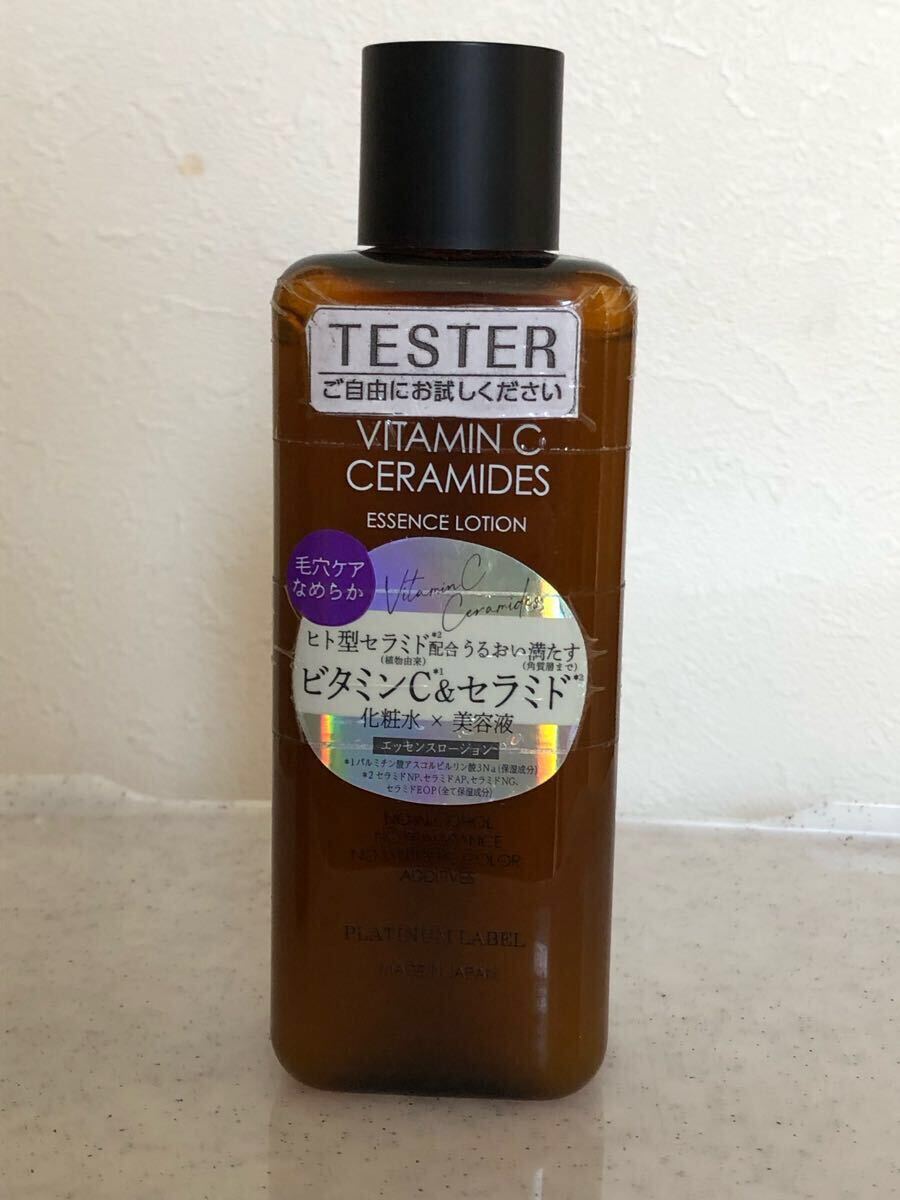 TESTER
ご自由にお試しください
VITAMIN C
CERAMIDES
ESSENCE LOTION
毛穴ケア
なめらか
Vitamin C
Ceramides
ヒト型セラミド*2配合うるおい満たす
(植物由来) (角質層まで)
ビタミンC*1&セラミド*2
化粧水 × 美容液
エッセンスローション
*1パルミチン酸アスコルビルリン酸3Na(保湿成分)
*2セラミドNP、セラミドAP、セラミドNG、
セラミドEOP(全て保湿成分)
COLOR
ADDITIVES
PLATINUM LABEL
MADE IN JAPAN